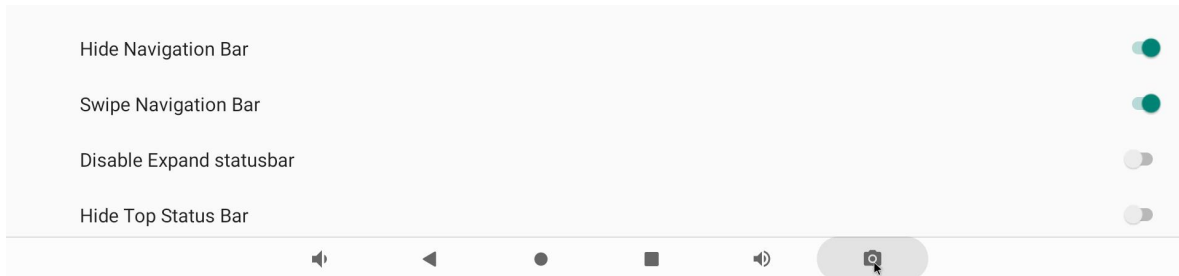 Hide Navigation Bar
Swipe Navigation Bar
Disable Expand statusbar
Hide Top Status Bar